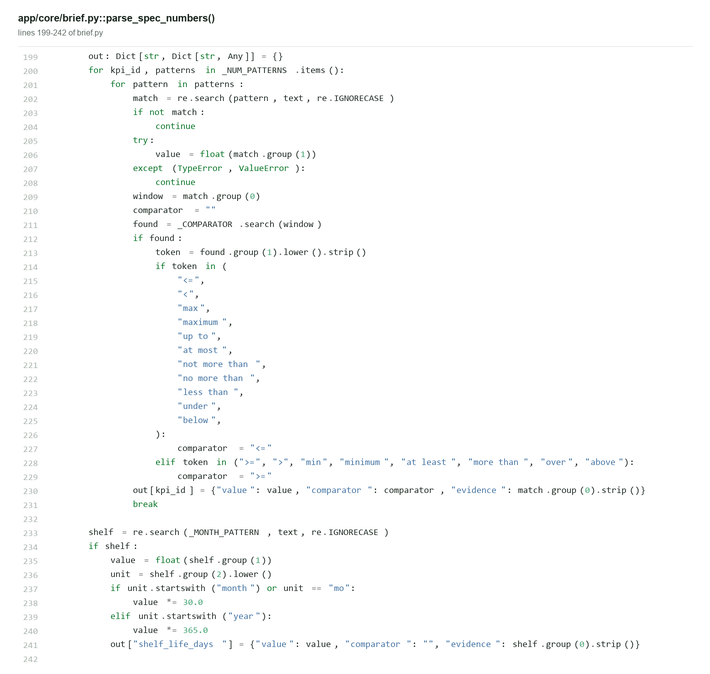 app/core/brief.py::parse_spec_numbers()
lines 199-242 of brief.py
199 out: Dict[str, Dict[str, Any]] = {}
200 for kpi_id, patterns in _NUM_PATTERNS.items():
201 for pattern in patterns:
202 match = re.search(pattern, text, re.IGNORECASE)
203 if not match:
204 continue
205 try:
206 value = float(match.group(1))
207 except (TypeError, ValueError):
208 continue
209 window = match.group(0)
210 comparator = ""
211 found = _COMPARATOR.search(window)
212 if found:
213 token = found.group(1).lower().strip()
214 if token in (
215 "<=",
216 "<",
217 "max",
218 "maximum",
219 "up to",
220 "at most",
221 "not more than",
222 "no more than",
223 "less than",
224 "under",
225 "below",
226 ):
227 comparator = "<="
228 elif token in (">=", ">", "min", "minimum", "at least", "more than", "over", "above"):
229 comparator = ">="
230 out[kpi_id] = {"value": value, "comparator": comparator, "evidence": match.group(0).strip()}
231 break
232
233 shelf = re.search(_MONTH_PATTERN, text, re.IGNORECASE)
234 if shelf:
235 value = float(shelf.group(1))
236 unit = shelf.group(2).lower()
237 if unit.startswith("month") or unit == "mo":
238 value *= 30.0
239 elif unit.startswith("year"):
240 value *= 365.0
241 out["shelf_life_days"] = {"value": value, "comparator": "", "evidence": shelf.group(0).strip()}
242